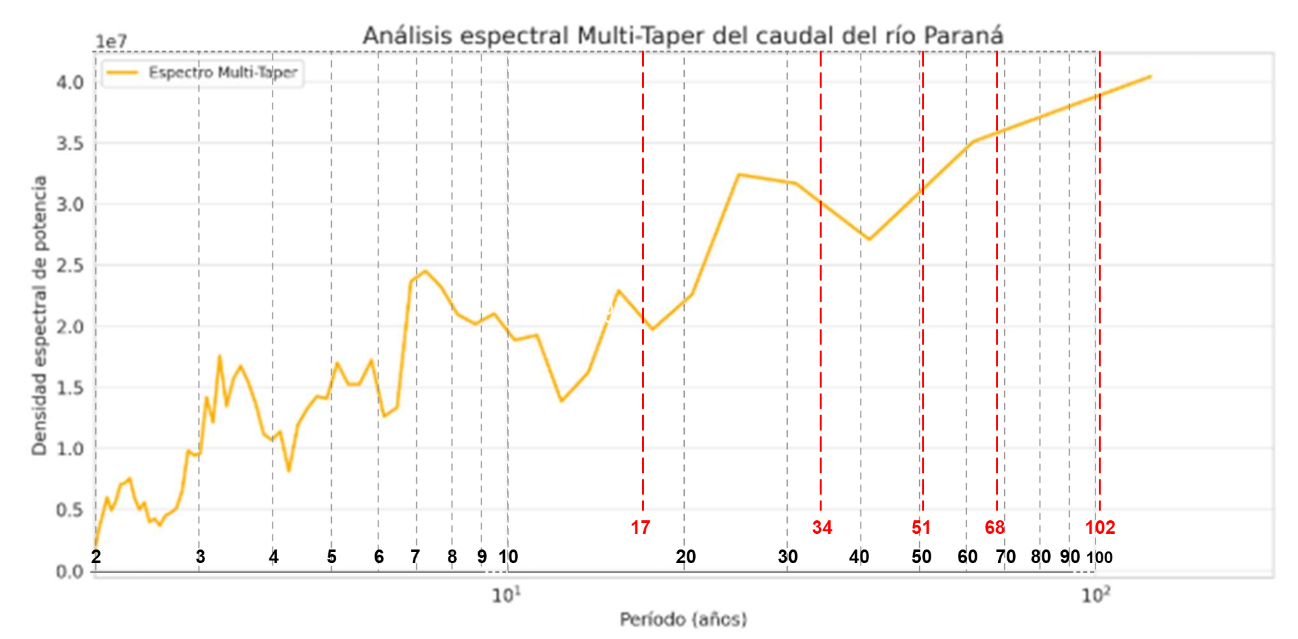 Análisis espectral Multi-Taper del caudal del río Paraná
1e7
Espectro Multi-Taper
4.0
3.5
3.0
2.5
2.0
1.5
1.0
0.5
0.0
Densidad espectral de potencia
17 34 51 68 102
2 3 4 5 6 7 8 9 10 20 30 40 50 60 70 80 90 100
10¹ 10²
Período (años)